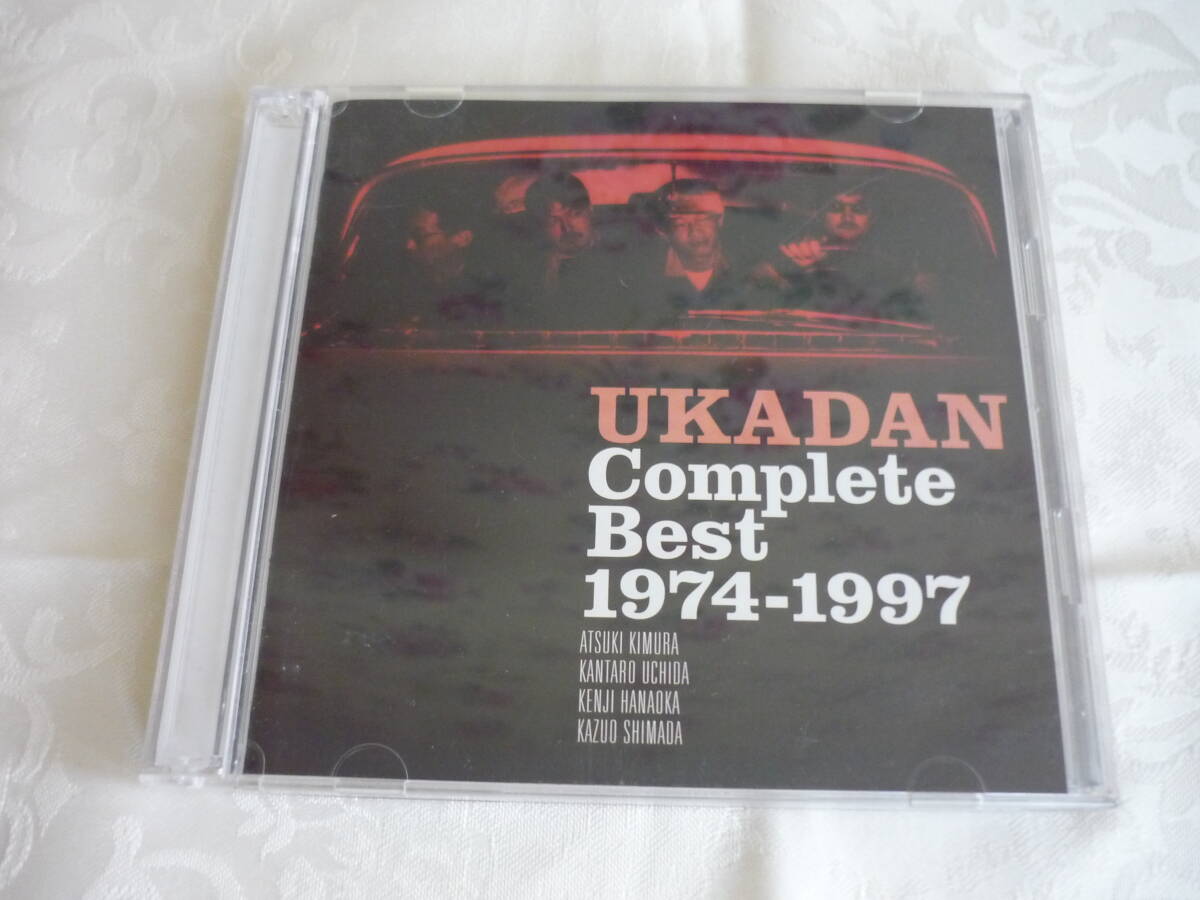 UKADAN
Complete
Best
1974-1997
ATSUKI KIMURA
KANTARO UCHIDA
KENJI HANAOKA
KAZUO SHIMADA